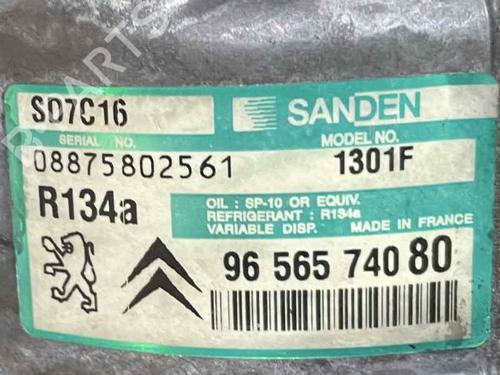 SD7C16
SANDEN
SERIAL NO.
MODEL NO.
08875802561
1301F
R134a
OIL : SP-10 OR EQUIV.
REFRIGERANT : R134a
VARIABLE DISP.
MADE IN FRANCE
96 565 740 80